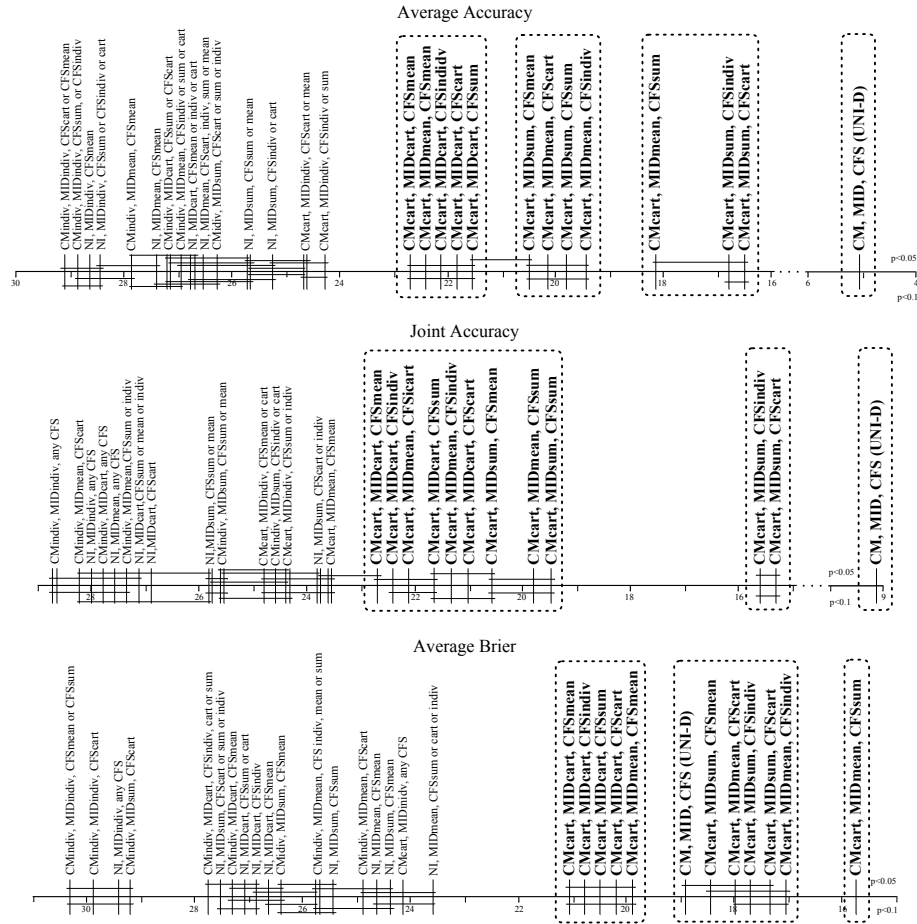 Average Accuracy
CMindiv, MIDindiv, CFScart or CFSmean
CMindiv, MIDindiv, CFSsum, or CFSindiv
NI, MIDindiv, CFSmean
NI, MIDindiv, CFSsum or CFSindiv or cart
CMindiv, MIDmean, CFSmean
NI, MIDmean, CFSmean
CMindiv, MIDcart, CFSsum or CFScart
CMindiv, MIDmean, CFSindiv or sum or cart
NI, MIDcart, CFSmean or indiv or cart
NI, MIDmean, CFScart, indiv, sum or mean
CMidiv, MIDsum, CFScart or sum or indiv
NI, MIDsum, CFSsum or mean
NI, MIDsum, CFSindiv or cart
CMcart, MIDindiv, CFScart or mean
CMcart, MIDindiv, CFSindiv or sum
CMcart, MIDcart, CFSmean
CMcart, MIDmean, CFSmean
CMcart, MIDcart, CFSindidv
CMcart, MIDcart, CFScart
CMcart, MIDcart, CFSsum
CMcart, MIDsum, CFSmean
CMcart, MIDmean, CFScart
CMcart, MIDsum, CFSsum
CMcart, MIDmean, CFSindiv
CMcart, MIDmean, CFSsum
CMcart, MIDsum, CFSindiv
CMcart, MIDsum, CFScart
CM, MID, CFS (UNI-D)
p<0.05
30 28 26 24 22 20 18 16 6 4
p<0.1
Joint Accuracy
CMindiv, MIDindiv, any CFS
CMindiv, MIDmean, CFScart
NI, MIDindiv, any CFS
CMindiv, MIDcart, any CFS
NI, MIDmean, any CFS
CMindiv, MIDmean,CFSsum or indiv
NI, MIDcart,CFSsum or mean or indiv
NI,MIDcart, CFScart
NI,MIDsum, CFSsum or mean
CMindiv, MIDsum, CFSsum or mean
CMcart, MIDindiv, CFSmean or cart
CMindiv, MIDsum, CFSindiv or cart
CMcart, MIDindiv, CFSsum or indiv
NI, MIDsum, CFScart or indiv
CMcart, MIDmean, CFSmean
CMcart, MIDcart, CFSmean
CMcart, MIDcart, CFSindiv
CMcart, MIDmean, CFSicart
CMcart, MIDcart, CFSsum
CMcart, MIDmean, CFSindiv
CMcart, MIDcart, CFScart
CMcart, MIDsum, CFSmean
CMcart, MIDmean, CFSsum
CMcart, MIDsum, CFSsum
CMcart, MIDsum, CFSindiv
CMcart, MIDsum, CFScart
CM, MID, CFS (UNI-D)
p<0.05
28 26 24 22 20 18 16 9
p<0.1
Average Brier
CMindiv, MIDindiv, CFSmean or CFSsum
CMindiv, MIDindiv, CFScart
NI, MIDindiv, any CFS
CMindiv, MIDsum, CFScart
CMindiv, MIDcart, CFSindiv, cart or sum
NI, MIDsum, CFScart or sum or indiv
CMindiv, MIDcart, CFSmean
NI, MIDcart, CFSsum or cart
NI, MIDcart, CFSindiv
NI, MIDcart, CFSmean
CMidiv, MIDsum, CFSmean
CMindiv, MIDmean, CFS indiv, mean or sum
NI, MIDsum, CFSsum
CMindiv, MIDmean, CFScart
NI, MIDmean, CFSmean
NI, MIDsum, CFSmean
CMcart, MIDinidv, any CFS
NI, MIDmean, CFSsum or cart or indiv
CMcart, MIDcart, CFSmean
CMcart, MIDcart, CFSindiv
CMcart, MIDcart, CFSsum
CMcart, MIDcart, CFScart
CMcart, MIDmean, CFSmean
CM, MID, CFS (UNI-D)
CMcart, MIDsum, CFSmean
CMcart, MIDmean, CFScart
CMcart, MIDsum, CFSindiv
CMcart, MIDsum, CFScart
CMcart, MIDmean, CFSindiv
CMcart, MIDmean, CFSsum
p<0.05
30 28 26 24 22 20 18 16
p<0.1